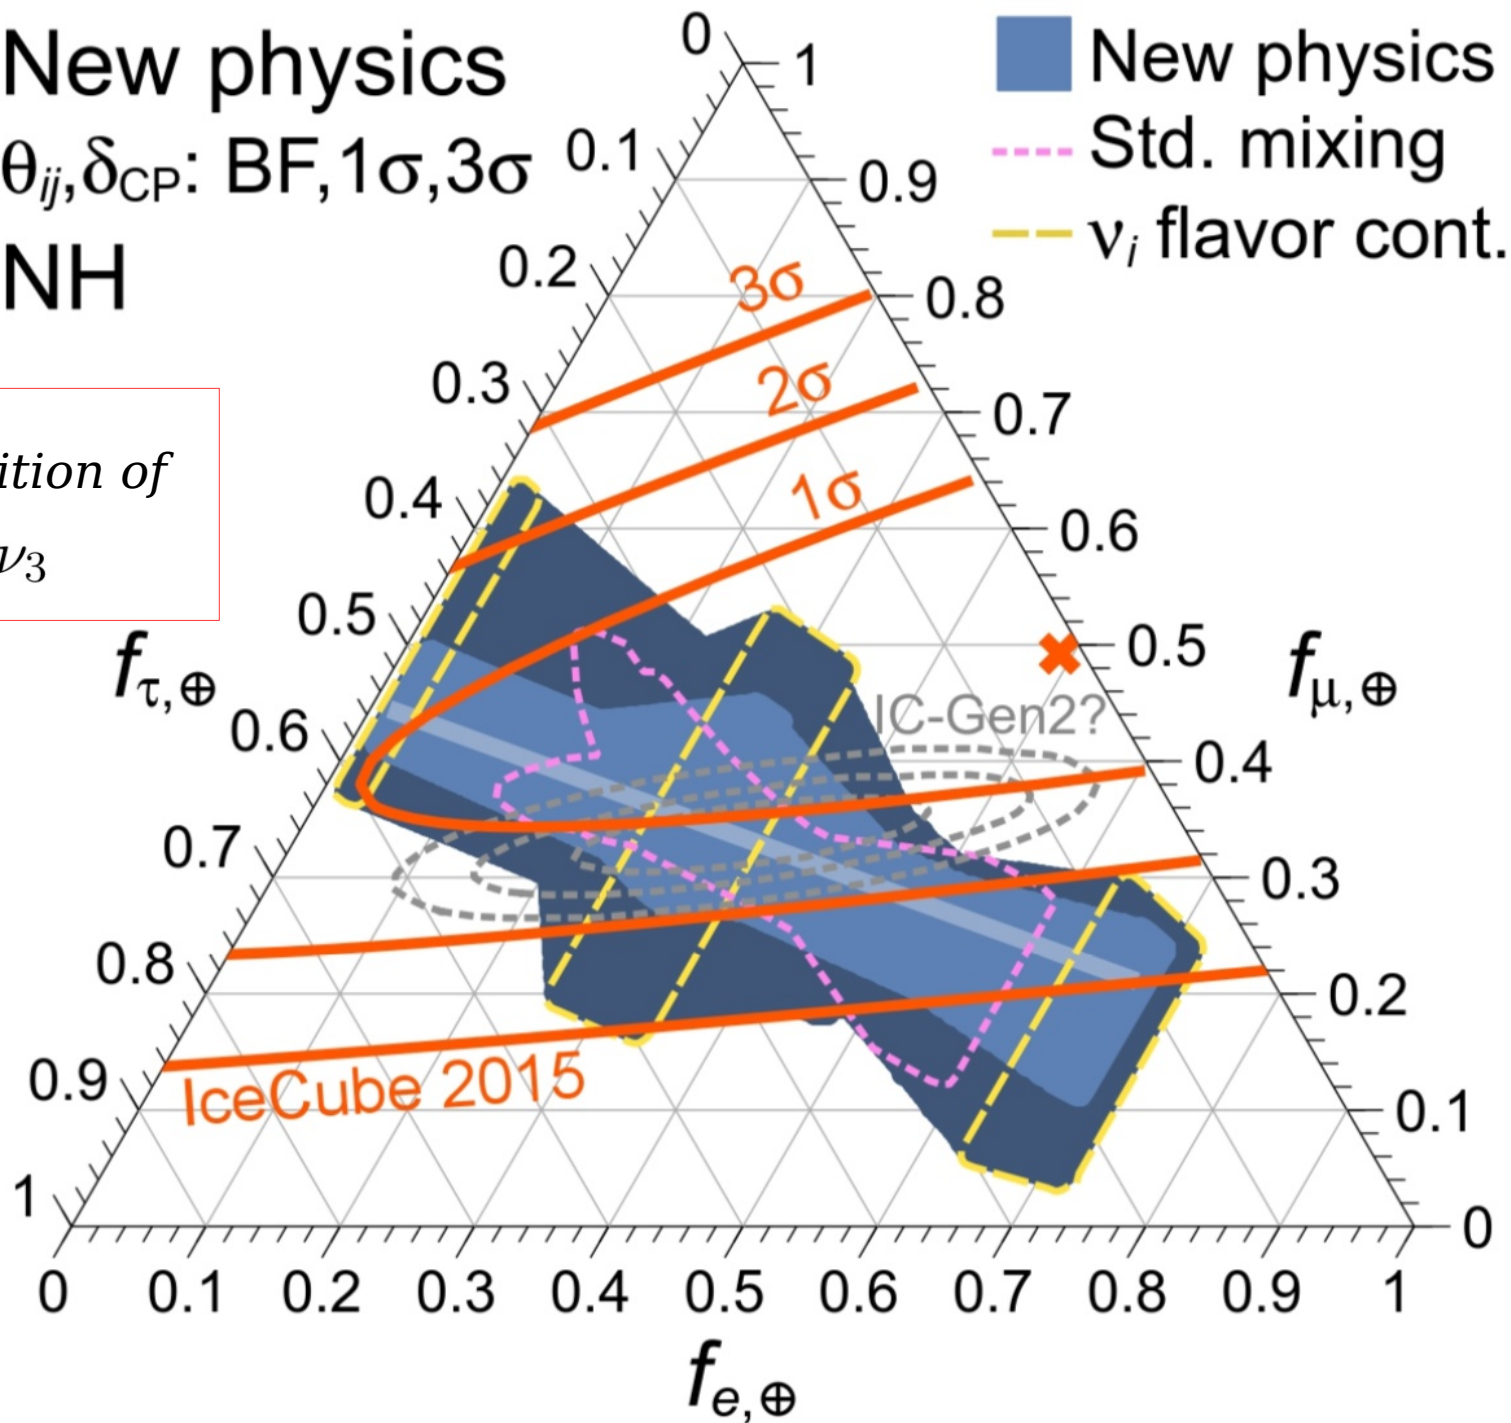 New physics
θij,δCP: BF,1σ,3σ
NH
ition of
ν3
New physics
Std. mixing
νi flavor cont.
0
0.1
0.2
0.3
0.4
0.5
0.6
0.7
0.8
0.9
1
fτ,⊕
1
0.9
0.8
0.7
0.6
0.5
0.4
0.3
0.2
0.1
0
fμ,⊕
3σ
2σ
1σ
IC-Gen2?
IceCube 2015
0 0.1 0.2 0.3 0.4 0.5 0.6 0.7 0.8 0.9 1
fe,⊕